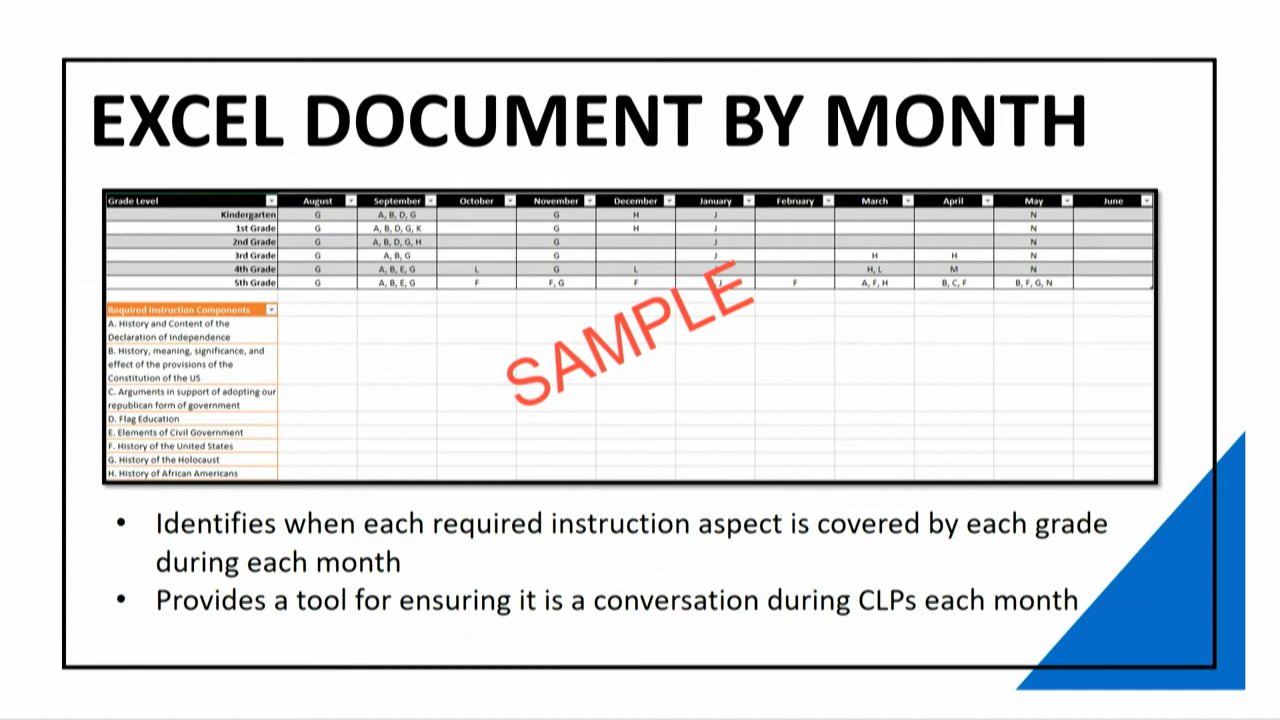 EXCEL DOCUMENT BY MONTH
Grade Level August September October November December January February March April May June
Kindergarten G A, B, D, G G H J N
1st Grade G A, B, D, G, K G H J N
2nd Grade G A, B, D, G, H G J N
3rd Grade G A, B, G G J H H N
4th Grade G A, B, E, G L G L H, L M N
5th Grade G A, B, E, G F F, G F J F A, F, H B, C, F B, F, G, N
Required Instruction Components
A. History and Content of the
Declaration of Independence
B. History, meaning, significance, and
effect of the provisions of the
Constitution of the US
C. Arguments in support of adopting our
republican form of government
D. Flag Education
E. Elements of Civil Government
F. History of the United States
G. History of the Holocaust
H. History of African Americans
SAMPLE
• Identifies when each required instruction aspect is covered by each grade
during each month
• Provides a tool for ensuring it is a conversation during CLPs each month